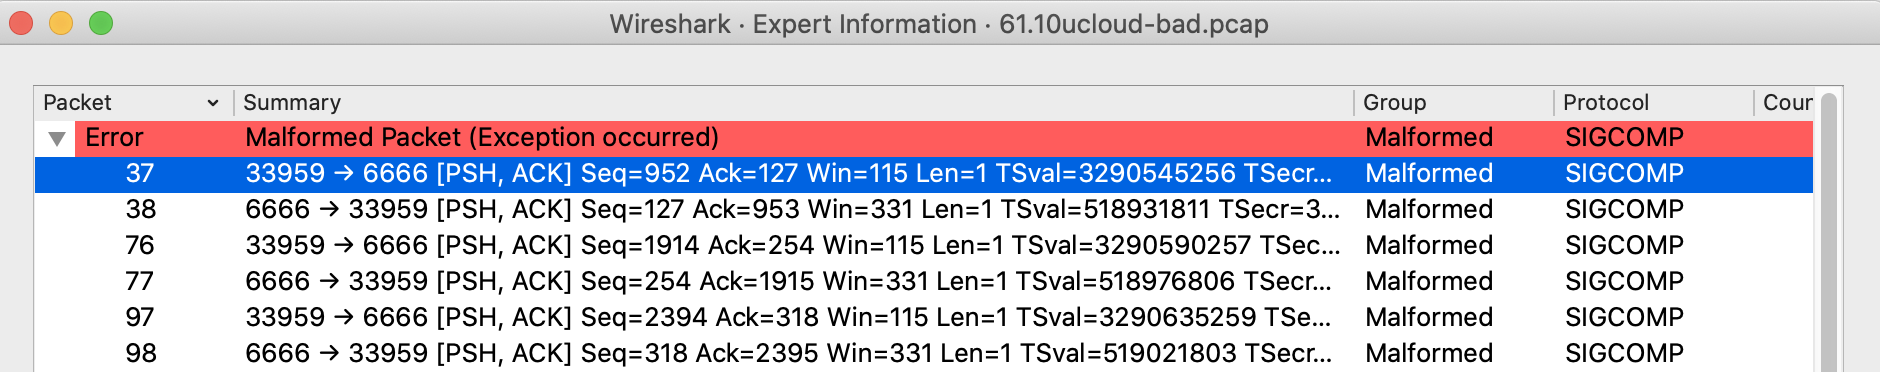 Wireshark · Expert Information · 61.10ucloud-bad.pcap
Packet Summary Group Protocol Cour
Error Malformed Packet (Exception occurred) Malformed SIGCOMP
37 33959 → 6666 [PSH, ACK] Seq=952 Ack=127 Win=115 Len=1 TSval=3290545256 TSecr... Malformed SIGCOMP
38 6666 → 33959 [PSH, ACK] Seq=127 Ack=953 Win=331 Len=1 TSval=518931811 TSecr=3... Malformed SIGCOMP
76 33959 → 6666 [PSH, ACK] Seq=1914 Ack=254 Win=115 Len=1 TSval=3290590257 TSec... Malformed SIGCOMP
77 6666 → 33959 [PSH, ACK] Seq=254 Ack=1915 Win=331 Len=1 TSval=518976806 TSecr... Malformed SIGCOMP
97 33959 → 6666 [PSH, ACK] Seq=2394 Ack=318 Win=115 Len=1 TSval=3290635259 TSe... Malformed SIGCOMP
98 6666 → 33959 [PSH, ACK] Seq=318 Ack=2395 Win=331 Len=1 TSval=519021803 TSecr... Malformed SIGCOMP